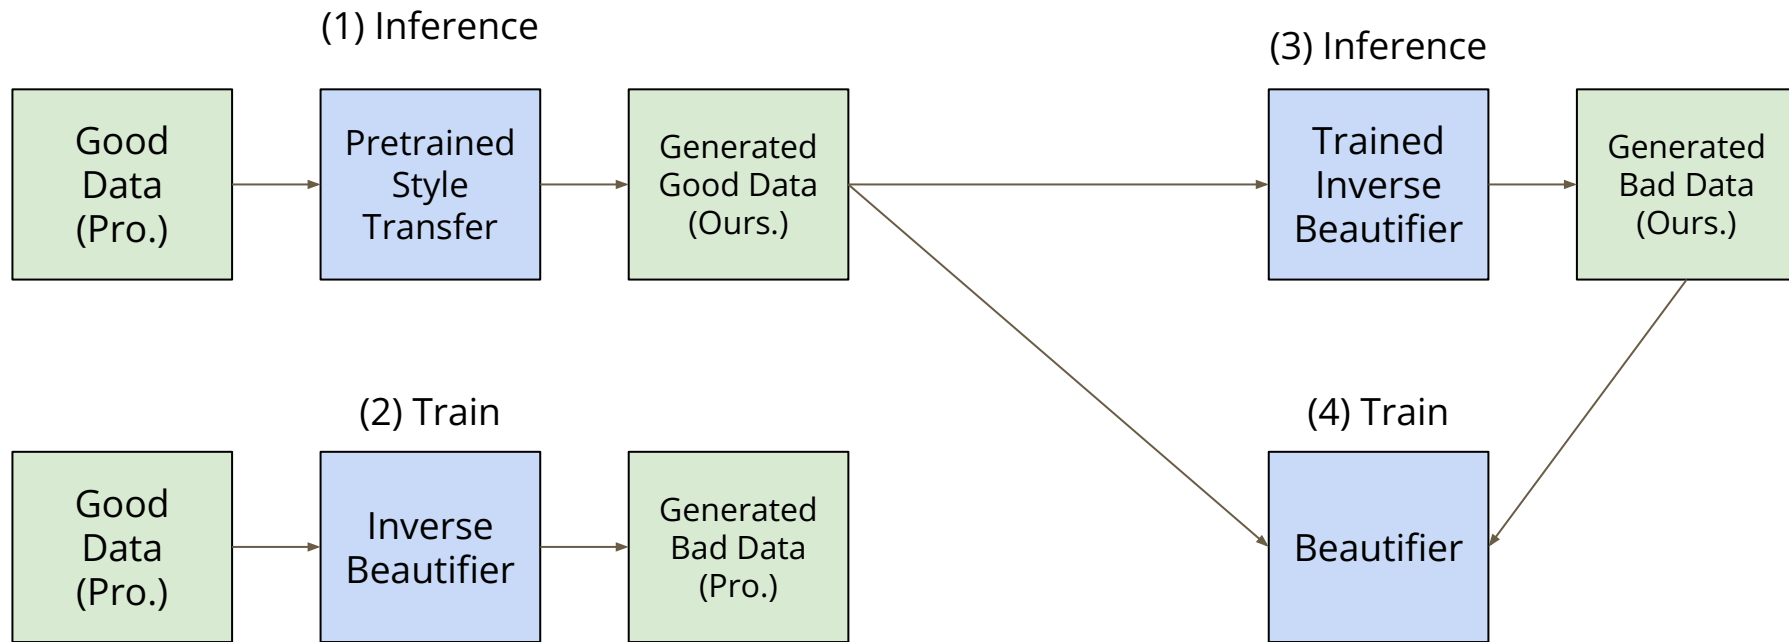 (1) Inference
(3) Inference
Good
Data
(Pro.)
Pretrained
Style
Transfer
Generated
Good Data
(Ours.)
Trained
Inverse
Beautifier
Generated
Bad Data
(Ours.)
(2) Train
(4) Train
Good
Data
(Pro.)
Inverse
Beautifier
Generated
Bad Data
(Pro.)
Beautifier